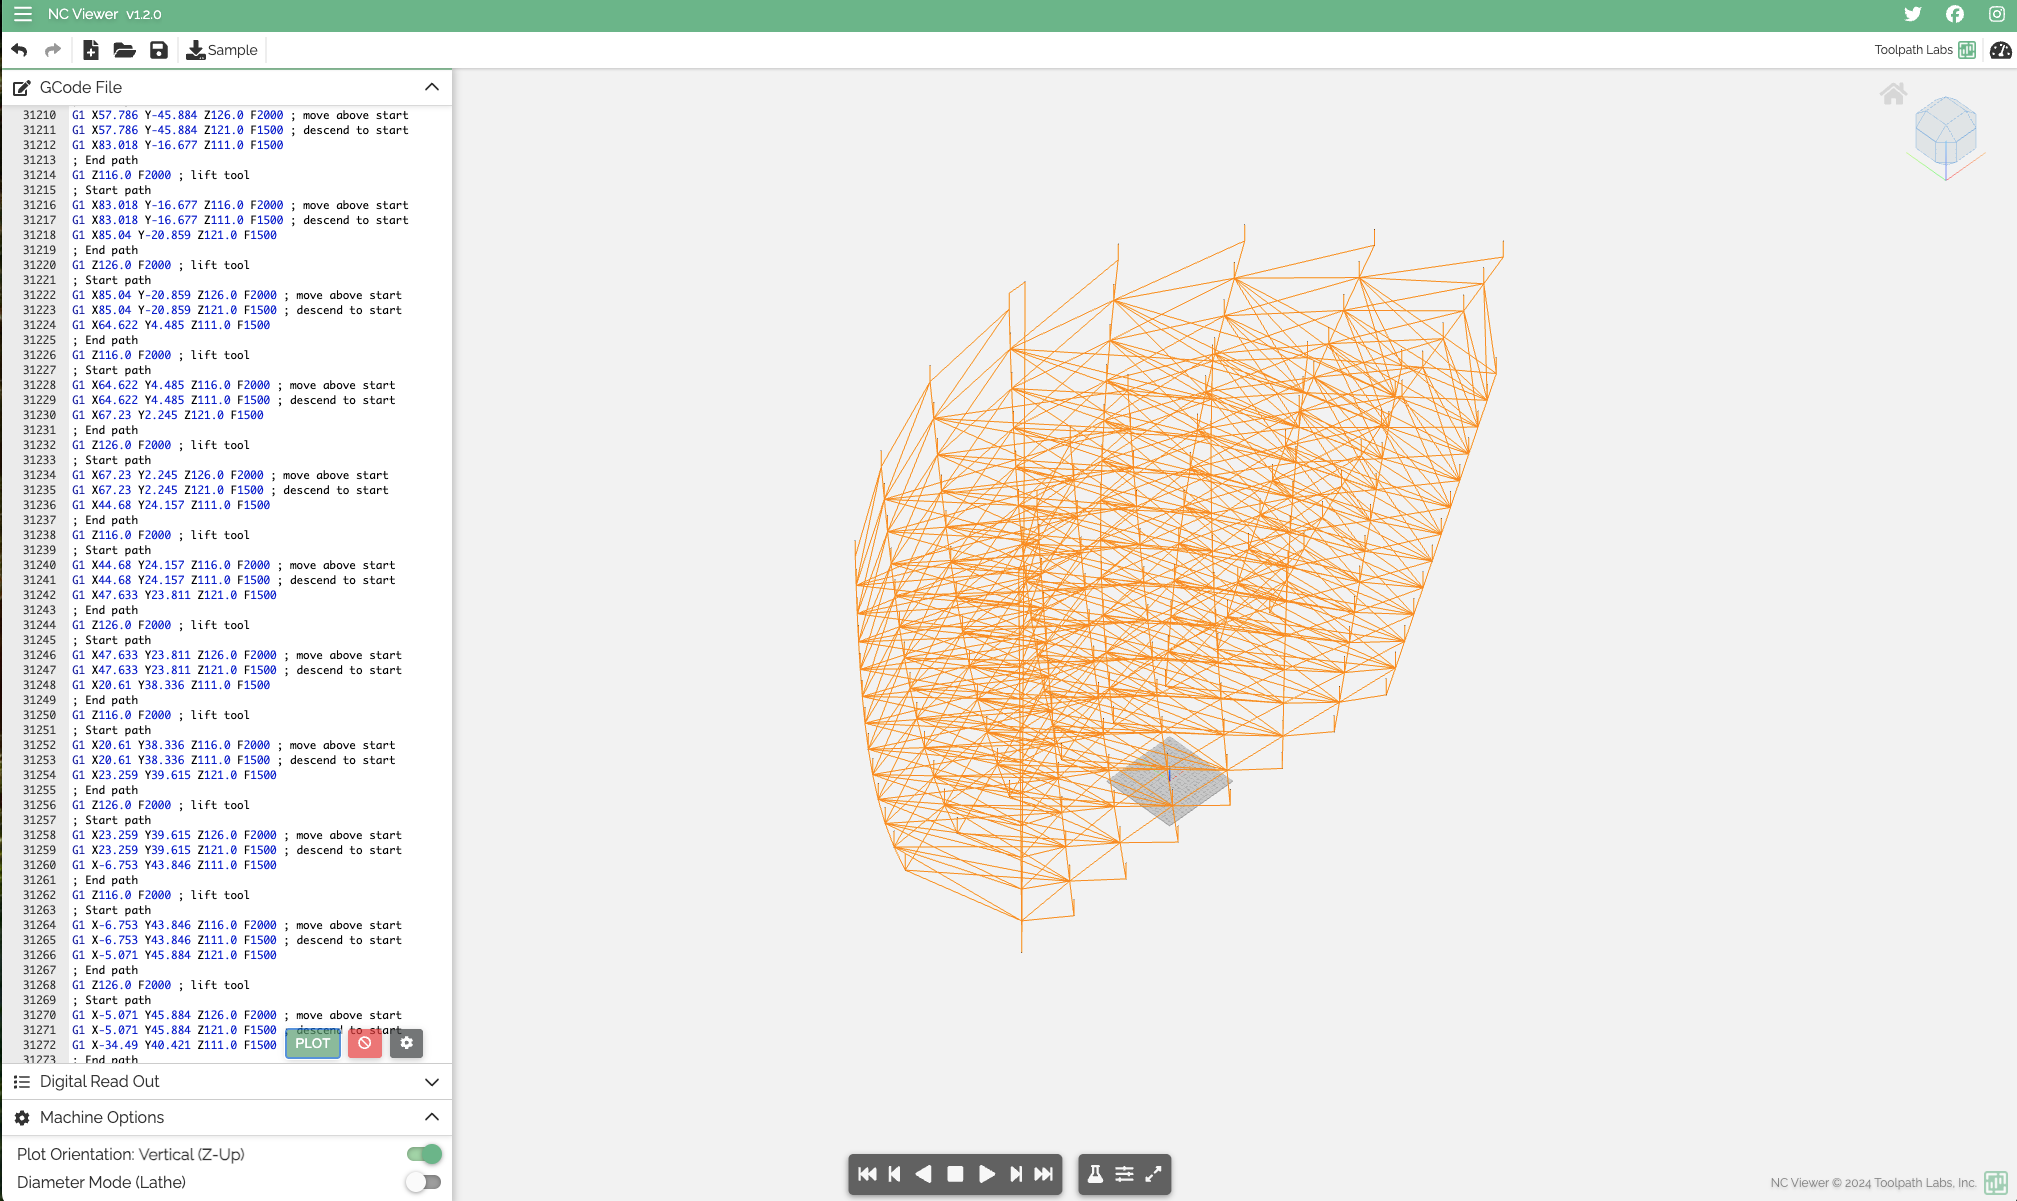 NC Viewer v1.2.0
Sample
Toolpath Labs
GCode File
31210 G1 X57.786 Y-45.884 Z126.0 F2000 ; move above start
31211 G1 X57.786 Y-45.884 Z121.0 F1500 ; descend to start
31212 G1 X83.018 Y-16.677 Z111.0 F1500
31213 ; End path
31214 G1 Z116.0 F2000 ; lift tool
31215 ; Start path
31216 G1 X83.018 Y-16.677 Z116.0 F2000 ; move above start
31217 G1 X83.018 Y-16.677 Z111.0 F1500 ; descend to start
31218 G1 X85.04 Y-20.859 Z121.0 F1500
31219 ; End path
31220 G1 Z126.0 F2000 ; lift tool
31221 ; Start path
31222 G1 X85.04 Y-20.859 Z126.0 F2000 ; move above start
31223 G1 X85.04 Y-20.859 Z121.0 F1500 ; descend to start
31224 G1 X64.622 Y4.485 Z111.0 F1500
31225 ; End path
31226 G1 Z116.0 F2000 ; lift tool
31227 ; Start path
31228 G1 X64.622 Y4.485 Z116.0 F2000 ; move above start
31229 G1 X64.622 Y4.485 Z111.0 F1500 ; descend to start
31230 G1 X67.23 Y2.245 Z121.0 F1500
31231 ; End path
31232 G1 Z126.0 F2000 ; lift tool
31233 ; Start path
31234 G1 X67.23 Y2.245 Z126.0 F2000 ; move above start
31235 G1 X67.23 Y2.245 Z121.0 F1500 ; descend to start
31236 G1 X44.68 Y24.157 Z111.0 F1500
31237 ; End path
31238 G1 Z116.0 F2000 ; lift tool
31239 ; Start path
31240 G1 X44.68 Y24.157 Z116.0 F2000 ; move above start
31241 G1 X44.68 Y24.157 Z111.0 F1500 ; descend to start
31242 G1 X47.633 Y23.811 Z121.0 F1500
31243 ; End path
31244 G1 Z126.0 F2000 ; lift tool
31245 ; Start path
31246 G1 X47.633 Y23.811 Z126.0 F2000 ; move above start
31247 G1 X47.633 Y23.811 Z121.0 F1500 ; descend to start
31248 G1 X20.61 Y38.336 Z111.0 F1500
31249 ; End path
31250 G1 Z116.0 F2000 ; lift tool
31251 ; Start path
31252 G1 X20.61 Y38.336 Z116.0 F2000 ; move above start
31253 G1 X20.61 Y38.336 Z111.0 F1500 ; descend to start
31254 G1 X23.259 Y39.615 Z121.0 F1500
31255 ; End path
31256 G1 Z126.0 F2000 ; lift tool
31257 ; Start path
31258 G1 X23.259 Y39.615 Z126.0 F2000 ; move above start
31259 G1 X23.259 Y39.615 Z121.0 F1500 ; descend to start
31260 G1 X-6.753 Y43.846 Z111.0 F1500
31261 ; End path
31262 G1 Z116.0 F2000 ; lift tool
31263 ; Start path
31264 G1 X-6.753 Y43.846 Z116.0 F2000 ; move above start
31265 G1 X-6.753 Y43.846 Z111.0 F1500 ; descend to start
31266 G1 X-5.071 Y45.884 Z121.0 F1500
31267 ; End path
31268 G1 Z126.0 F2000 ; lift tool
31269 ; Start path
31270 G1 X-5.071 Y45.884 Z126.0 F2000 ; move above start
31271 G1 X-5.071 Y45.884 Z121.0 F1500 ; descend to start
31272 G1 X-34.49 Y40.421 Z111.0 F1500
31273 ; End path
PLOT
Digital Read Out
Machine Options
Plot Orientation: Vertical (Z-Up)
Diameter Mode (Lathe)
NC Viewer © 2024 Toolpath Labs, Inc.